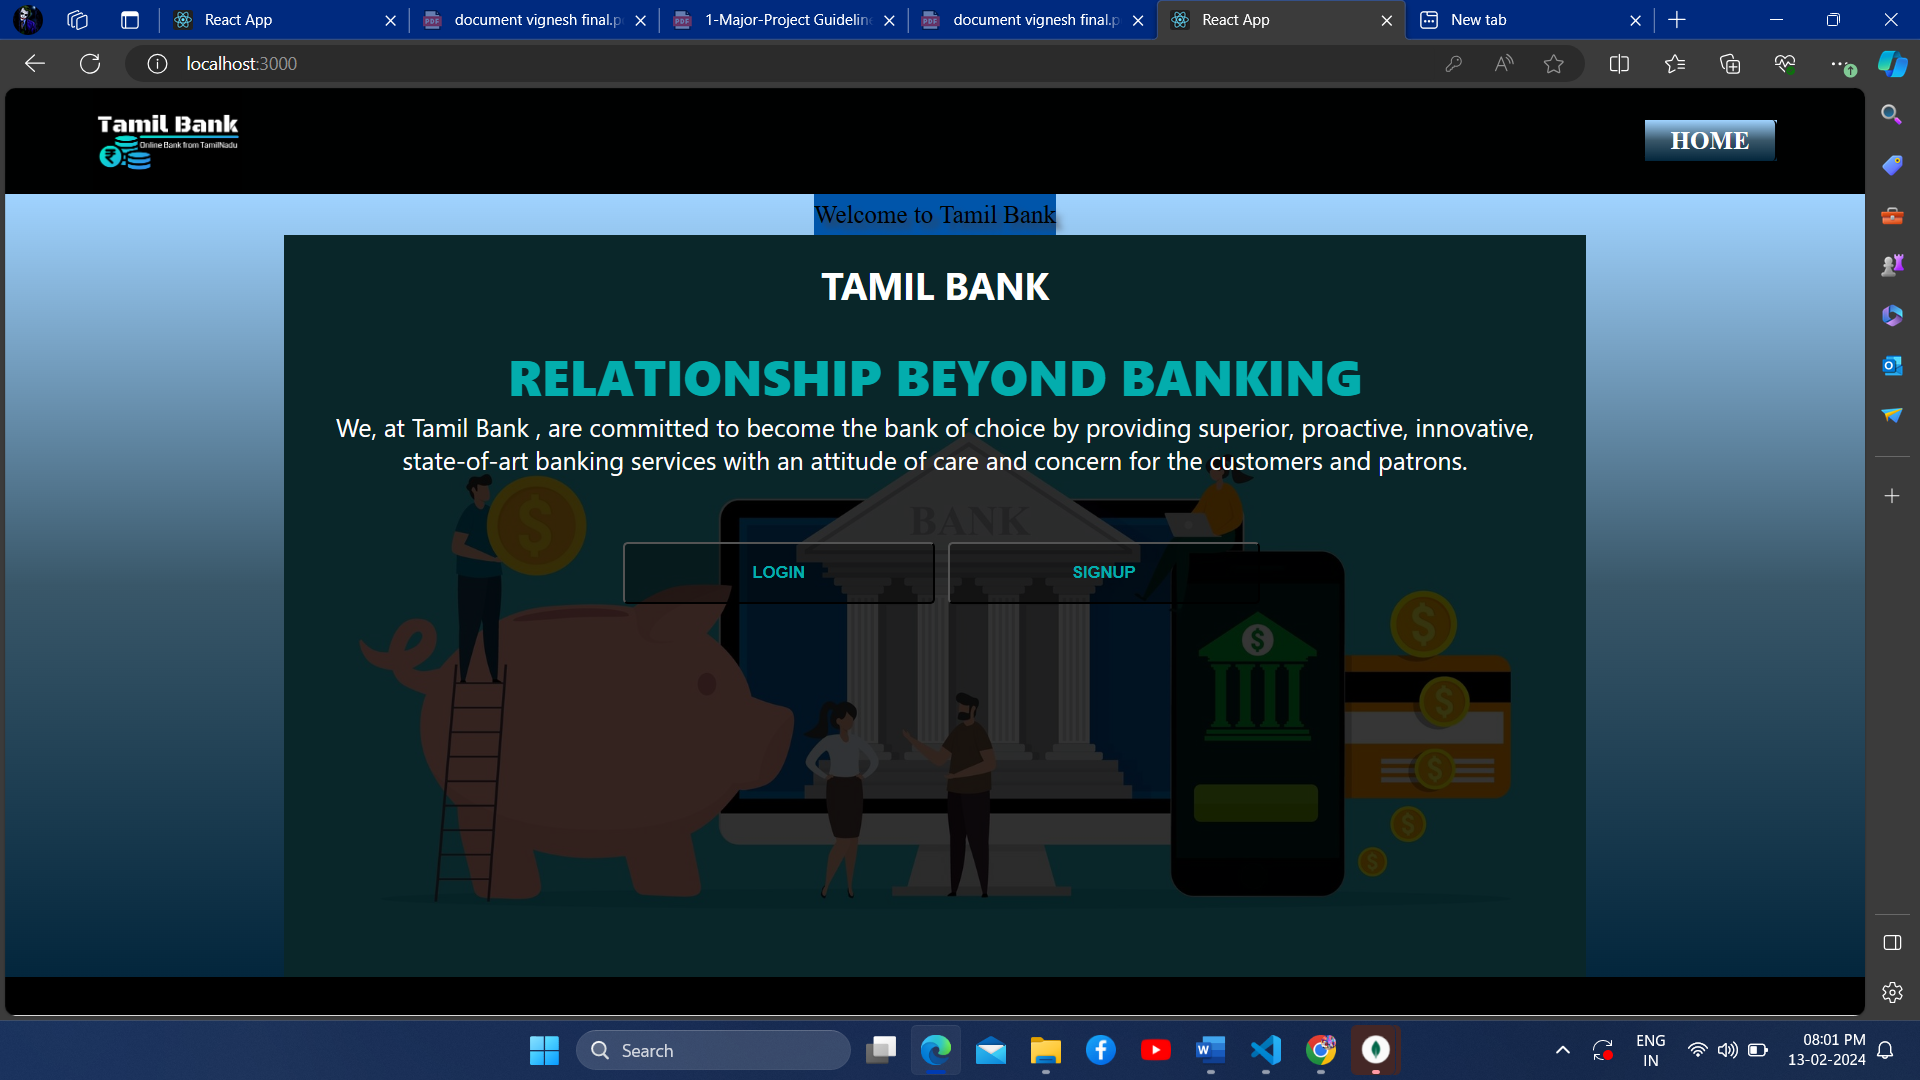 React App
document vignesh final.p
1-Major-Project Guideline
document vignesh final.p
React App
New tab
localhost:3000
Tamil Bank
Online Bank from TamilNadu
HOME
Welcome to Tamil Bank
TAMIL BANK
RELATIONSHIP BEYOND BANKING
We, at Tamil Bank , are committed to become the bank of choice by providing superior, proactive, innovative,
state-of-art banking services with an attitude of care and concern for the customers and patrons.
BANK
LOGIN
SIGNUP
Search
ENG
IN
08:01 PM
13-02-2024